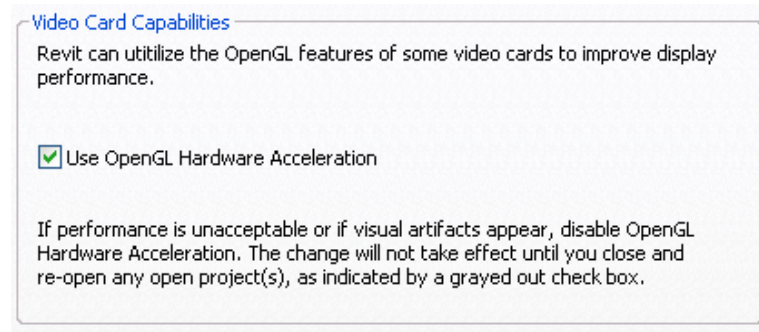 Video Card Capabilities
Revit can utitilize the OpenGL features of some video cards to improve display
performance.
Use OpenGL Hardware Acceleration
If performance is unacceptable or if visual artifacts appear, disable OpenGL
Hardware Acceleration. The change will not take effect until you close and
re-open any open project(s), as indicated by a grayed out check box.